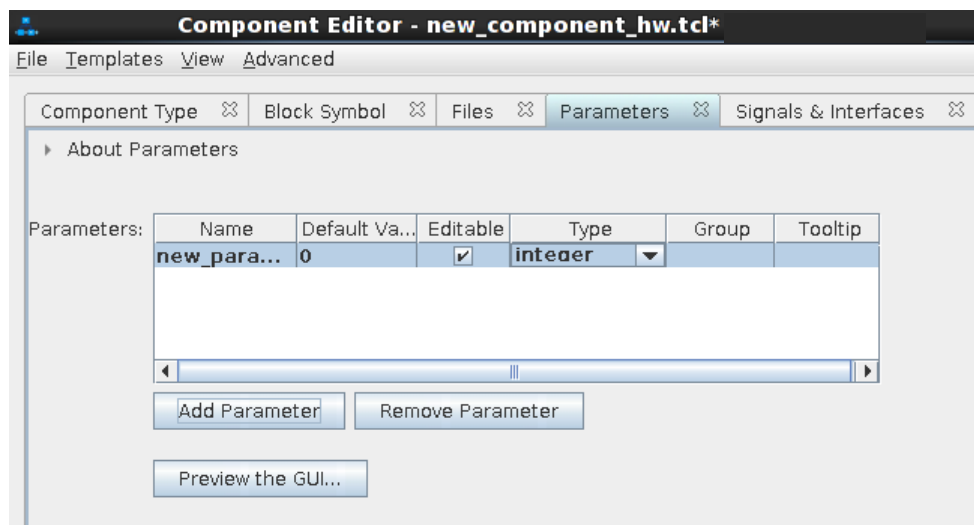 Component Editor - new_component_hw.tcl*
File Templates View Advanced
Component Type Block Symbol Files Parameters Signals & Interfaces
About Parameters
Parameters: Name Default Va... Editable Type Group Tooltip
new_para... 0 integer
Add Parameter Remove Parameter
Preview the GUI...